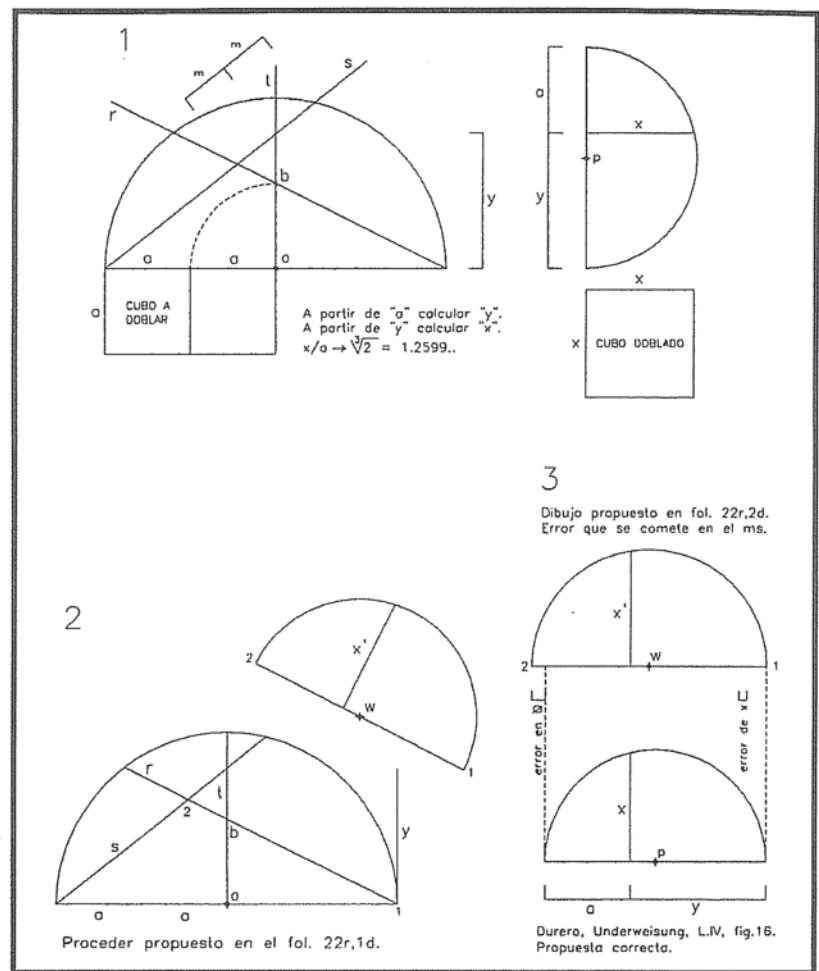 1
m
m
s
t
r
b
y
a
a
o
a
CUBO A
DOBLAR
A partir de "a" calcular "y".
A partir de "y" calcular "x".
x/a → ∛2 = 1.2599..
a
x
p
y
x
x
CUBO DOBLADO
2
2
x'
w
1
r
t
2
s
b
y
a
a
o
1
Proceder propuesto en el fol. 22r,1d.
3
Dibujo propuesto en fol. 22r,2d.
Error que se comete en el ms.
x'
2
w
1
error en Ø
error de x
x
p
a
y
Durero, Underweisung, L.IV, fig.16.
Propuesta correcta.